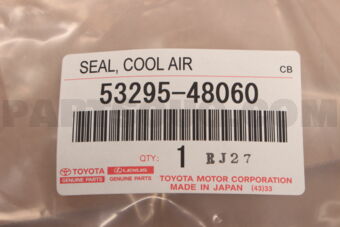 SEAL, COOL AIR
CB
53295-48060
QTY: 1 RJ27
TOYOTA LEXUS TOYOTA MOTOR CORPORATION
GENUINE PARTS GENUINE PARTS MADE IN JAPAN (43)33